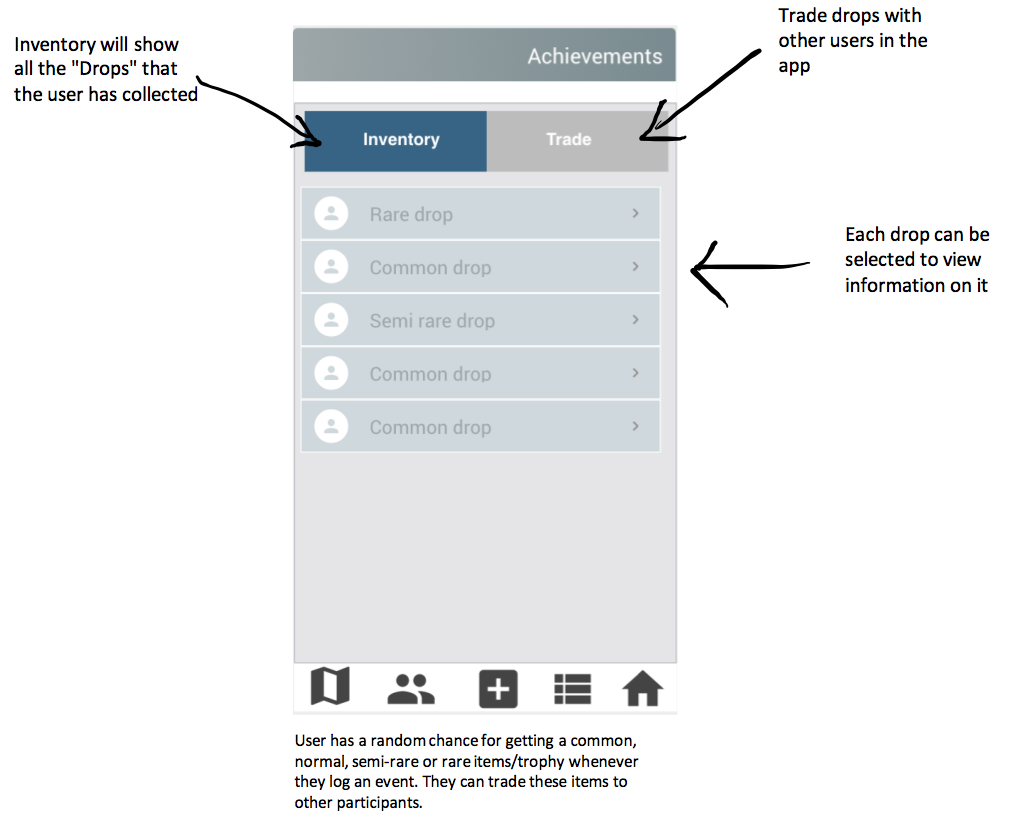 Inventory will show
all the "Drops" that
the user has collected
Trade drops with
other users in the
app
Achievements
Inventory
Trade
Rare drop
Common drop
Semi rare drop
Common drop
Common drop
Each drop can be
selected to view
information on it
User has a random chance for getting a common,
normal, semi-rare or rare items/trophy whenever
they log an event. They can trade these items to
other participants.